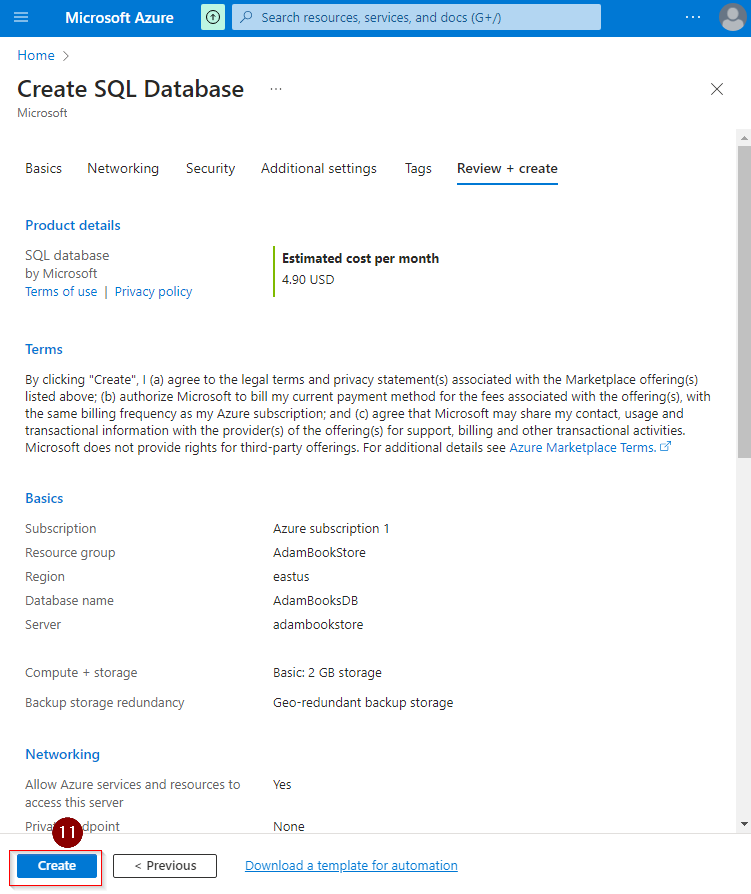 Microsoft Azure
Search resources, services, and docs (G+/)
Home
Create SQL Database
Microsoft
Basics Networking Security Additional settings Tags Review + create
Product details
SQL database
by Microsoft
Terms of use | Privacy policy
Estimated cost per month
4.90 USD
Terms
By clicking "Create", I (a) agree to the legal terms and privacy statement(s) associated with the Marketplace offering(s)
listed above; (b) authorize Microsoft to bill my current payment method for the fees associated with the offering(s), with
the same billing frequency as my Azure subscription; and (c) agree that Microsoft may share my contact, usage and
transactional information with the provider(s) of the offering(s) for support, billing and other transactional activities.
Microsoft does not provide rights for third-party offerings. For additional details see Azure Marketplace Terms.
Basics
Subscription Azure subscription 1
Resource group AdamBookStore
Region eastus
Database name AdamBooksDB
Server adambookstore
Compute + storage Basic: 2 GB storage
Backup storage redundancy Geo-redundant backup storage
Networking
Allow Azure services and resources to Yes
access this server
None
11
Create < Previous Download a template for automation